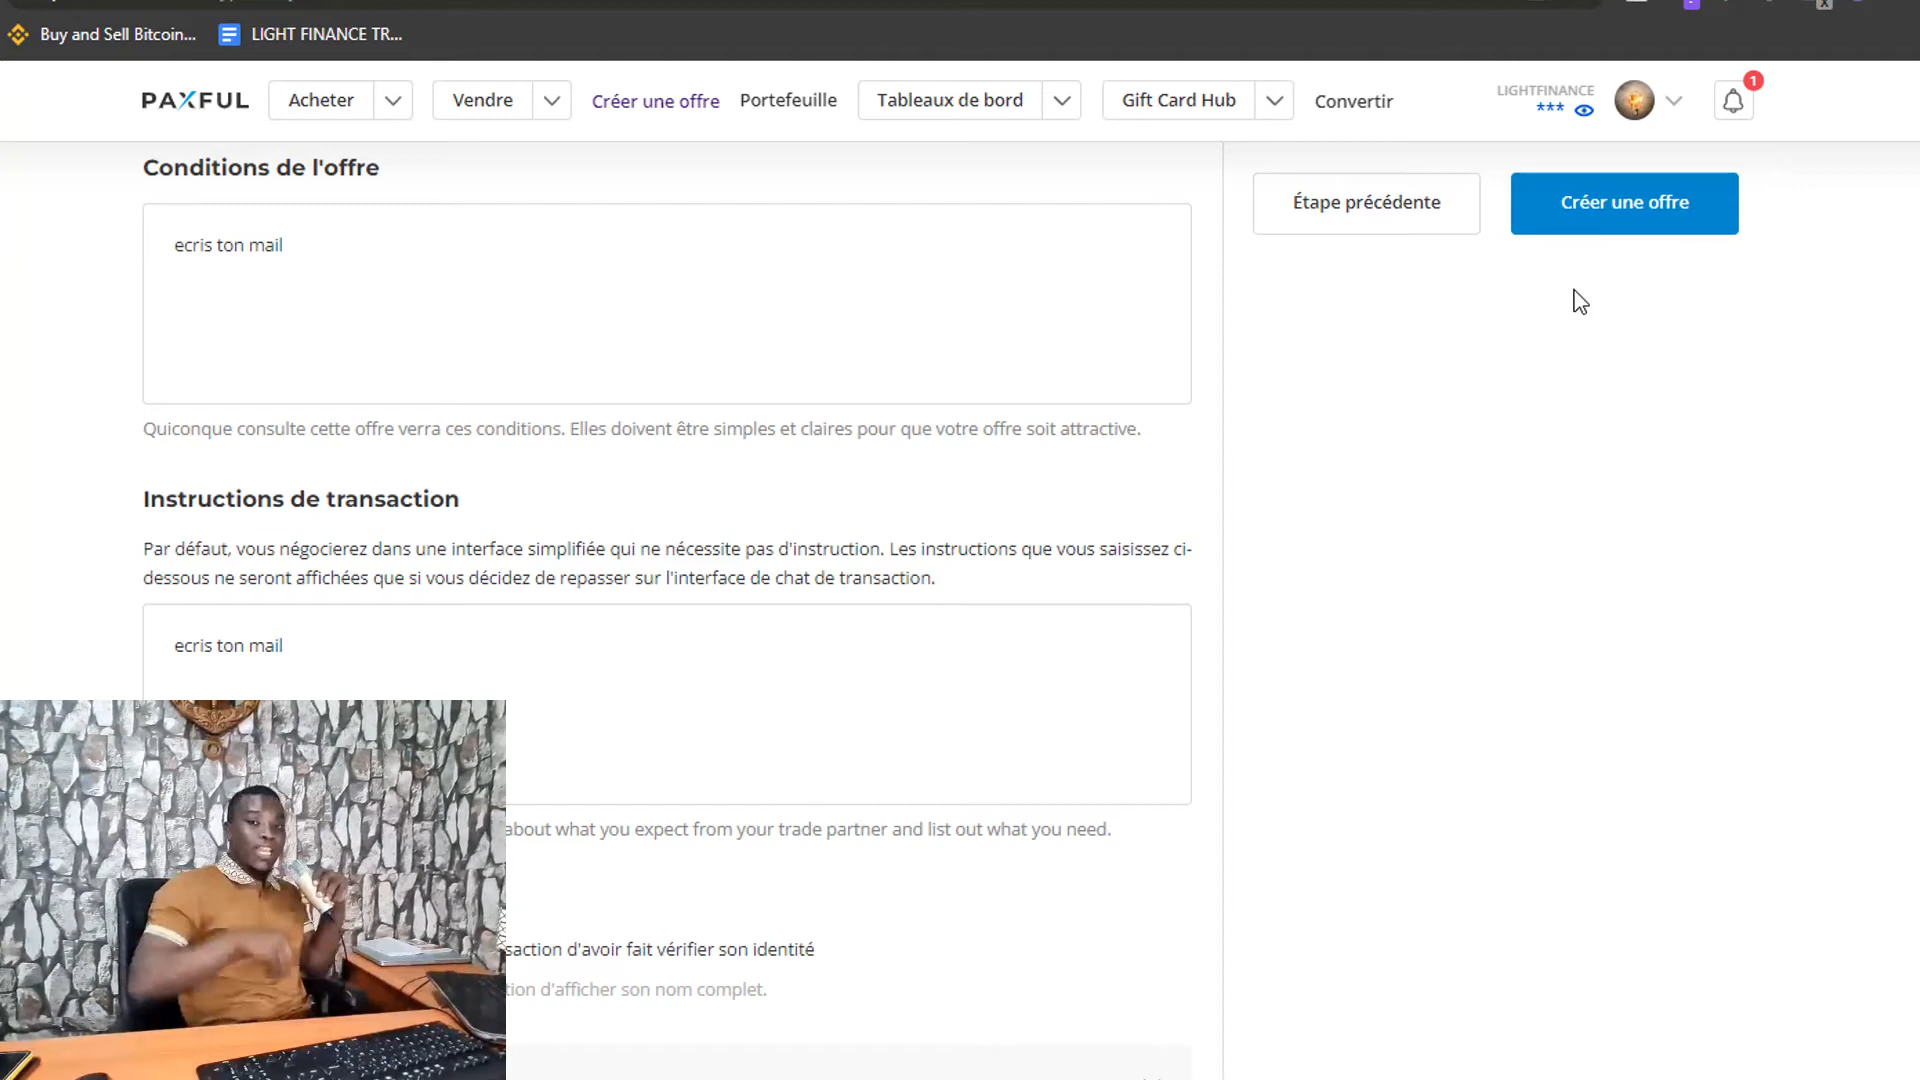 Buy and Sell Bitcoin... LIGHT FINANCE TR...
PAXFUL Acheter Vendre Créer une offre Portefeuille Tableaux de bord Gift Card Hub Convertir LIGHTFINANCE *** 1
Conditions de l'offre
Étape précédente Créer une offre
ecris ton mail
Quiconque consulte cette offre verra ces conditions. Elles doivent être simples et claires pour que votre offre soit attractive.
Instructions de transaction
Par défaut, vous négocierez dans une interface simplifiée qui ne nécessite pas d'instruction. Les instructions que vous saisissez ci-
dessous ne seront affichées que si vous décidez de repasser sur l'interface de chat de transaction.
ecris ton mail
about what you expect from your trade partner and list out what you need.
saction d'avoir fait vérifier son identité
tion d'afficher son nom complet.